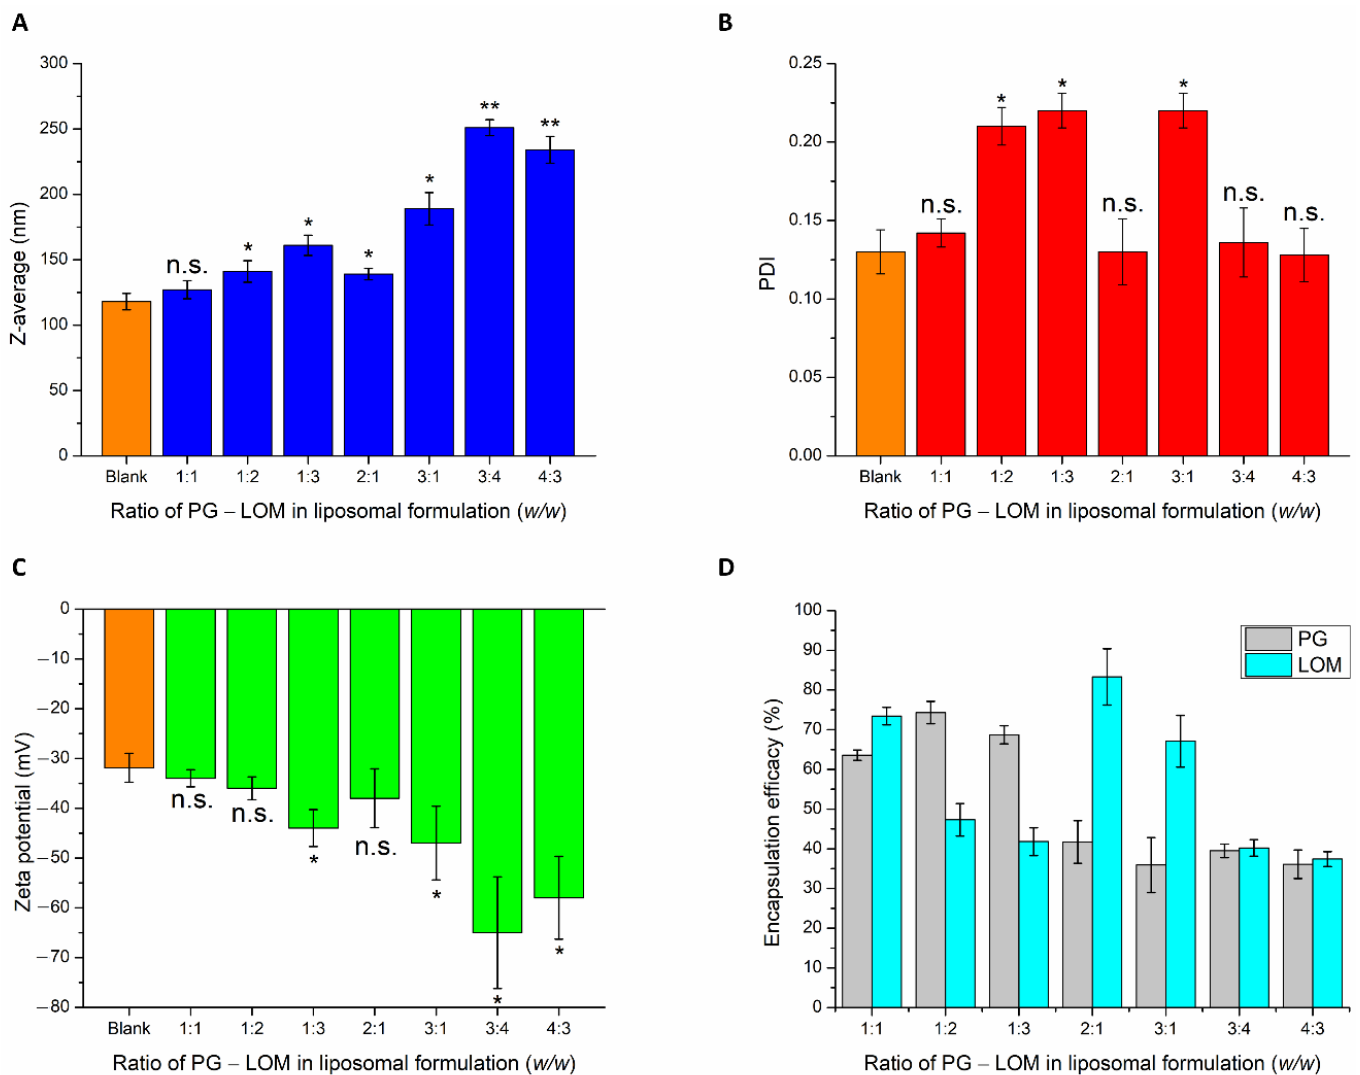 A
300
250
200
150
100
50
0
Z-average (nm)
n.s.
*
*
*
*
**
**
Blank 1:1 1:2 1:3 2:1 3:1 3:4 4:3
Ratio of PG – LOM in liposomal formulation (w/w)
B
0.25
0.20
0.15
0.10
0.05
0.00
PDI
n.s.
*
*
n.s.
*
n.s.
n.s.
Blank 1:1 1:2 1:3 2:1 3:1 3:4 4:3
Ratio of PG – LOM in liposomal formulation (w/w)
C
0
−10
−20
−30
−40
−50
−60
−70
−80
Zeta potential (mV)
n.s.
n.s.
*
n.s.
*
*
*
Blank 1:1 1:2 1:3 2:1 3:1 3:4 4:3
Ratio of PG – LOM in liposomal formulation (w/w)
D
100
90
80
70
60
50
40
30
20
10
0
Encapsulation efficacy (%)
PG
LOM
1:1 1:2 1:3 2:1 3:1 3:4 4:3
Ratio of PG – LOM in liposomal formulation (w/w)